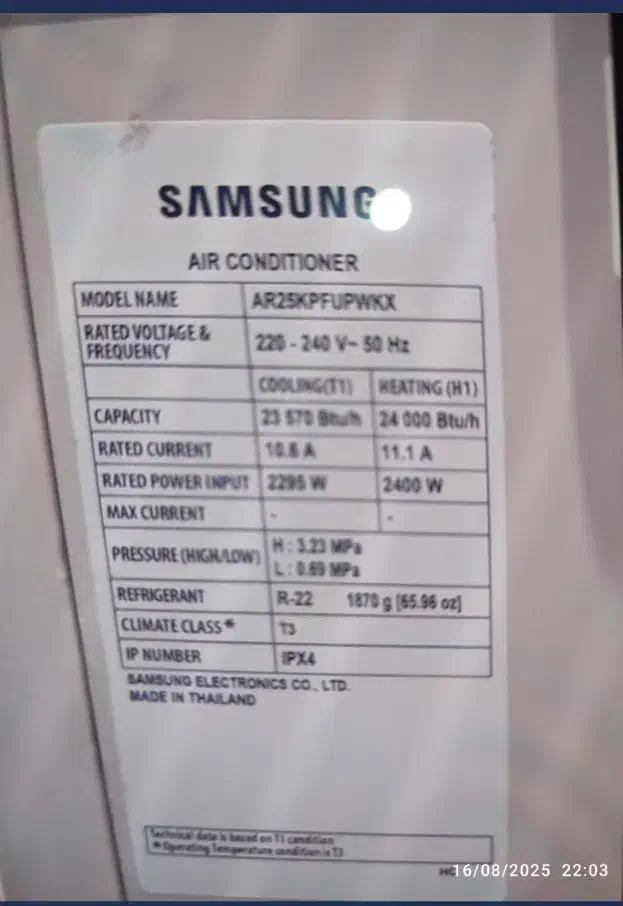 SAMSUNG
AIR CONDITIONER
MODEL NAME AR25KPFUPWKX
RATED VOLTAGE & FREQUENCY 220 - 240 V~ 50 Hz
COOLING(T1) HEATING (H1)
CAPACITY 23 570 Btu/h 24 000 Btu/h
RATED CURRENT 10.6 A 11.1 A
RATED POWER INPUT 2295 W 2400 W
MAX CURRENT - -
PRESSURE (HIGH/LOW) H : 3.23 MPa
L : 0.69 MPa
REFRIGERANT R-22 1870 g [65.96 oz]
CLIMATE CLASS* T3
IP NUMBER IPX4
SAMSUNG ELECTRONICS CO., LTD.
MADE IN THAILAND
Technical data is based on T1 condition
* Operating Temperature condition is T3
16/08/2025 22:03